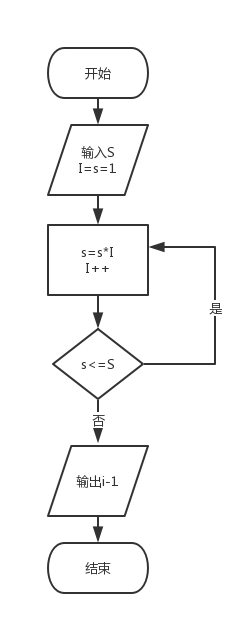 开始
输入S
I=s=1
s=s*I
I++
是
s<=S
否
输出i-1
结束